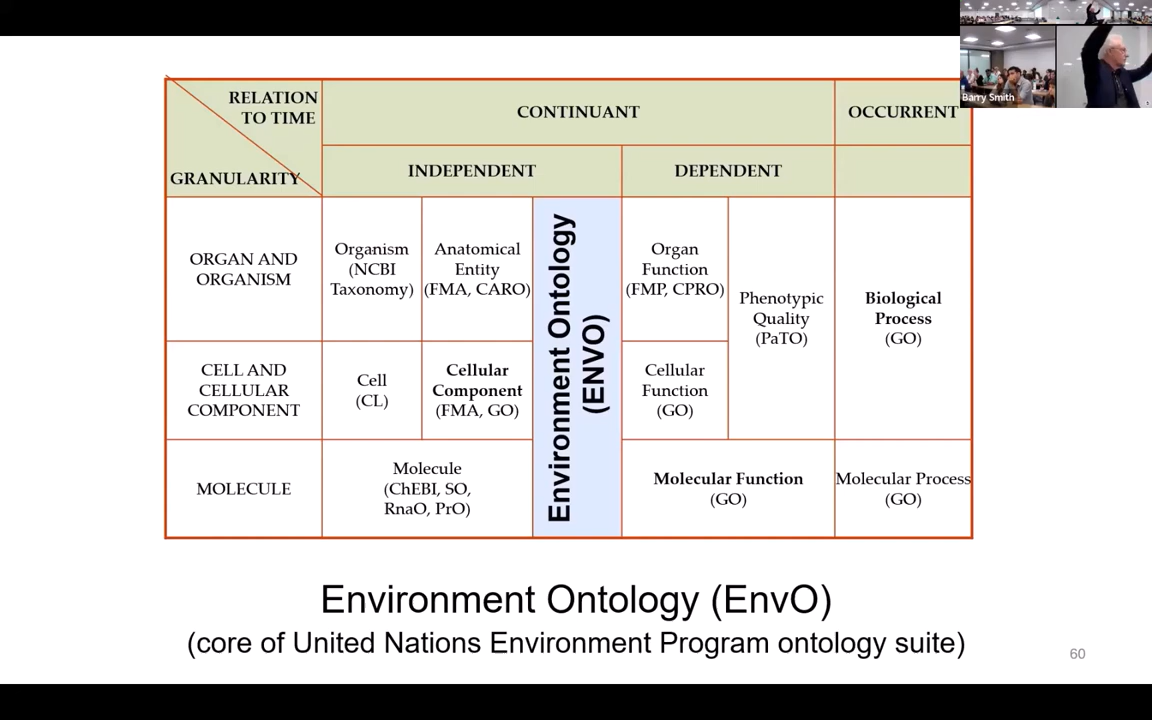 RELATION
TO TIME
GRANULARITY
CONTINUANT
OCCURRENT
INDEPENDENT
DEPENDENT
ORGAN AND
ORGANISM
Organism
(NCBI
Taxonomy)
Anatomical
Entity
(FMA, CARO)
Environment Ontology
(ENVO)
Organ
Function
(FMP, CPRO)
Phenotypic
Quality
(PaTO)
Biological
Process
(GO)
CELL AND
CELLULAR
COMPONENT
Cell
(CL)
Cellular
Component
(FMA, GO)
Cellular
Function
(GO)
MOLECULE
Molecule
(ChEBI, SO,
RnaO, PrO)
Molecular Function
(GO)
Molecular Process
(GO)
Environment Ontology (EnvO)
(core of United Nations Environment Program ontology suite)
60
Barry Smith